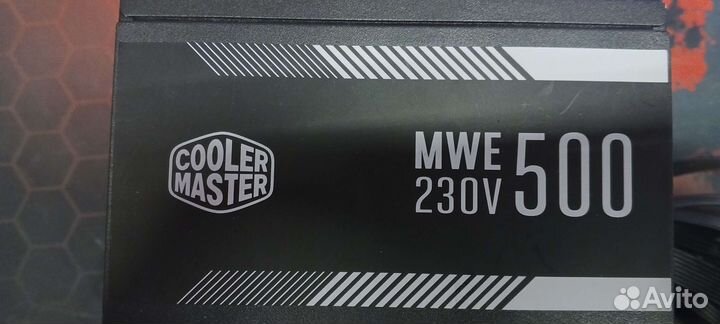 COOLER
MASTER
MWE 500
230V
Avito